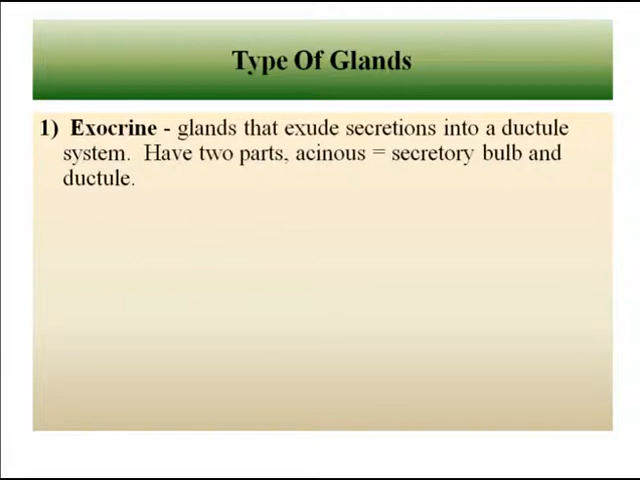 Type Of Glands
1) Exocrine - glands that exude secretions into a ductule
system. Have two parts, acinous = secretory bulb and
ductule.